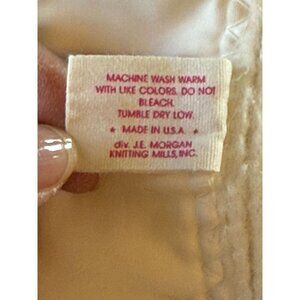 MACHINE WASH WARM
WITH LIKE COLORS. DO NOT
BLEACH.
TUMBLE DRY LOW.
★ MADE IN U.S.A. ★
div. J.E. MORGAN
KNITTING MILLS, INC.